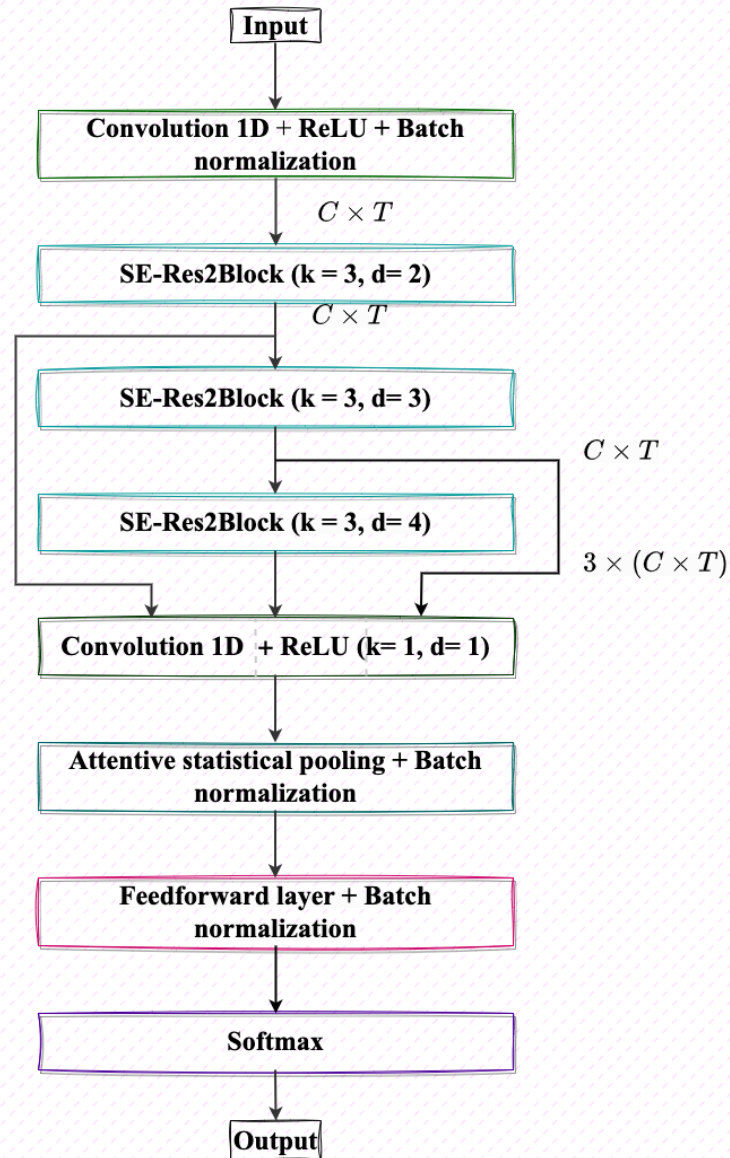 Input
Convolution 1D + ReLU + Batch
normalization
C × T
SE-Res2Block (k = 3, d= 2)
C × T
SE-Res2Block (k = 3, d= 3)
C × T
SE-Res2Block (k = 3, d= 4)
3 × (C × T)
Convolution 1D + ReLU (k= 1, d= 1)
Attentive statistical pooling + Batch
normalization
Feedforward layer + Batch
normalization
Softmax
Output